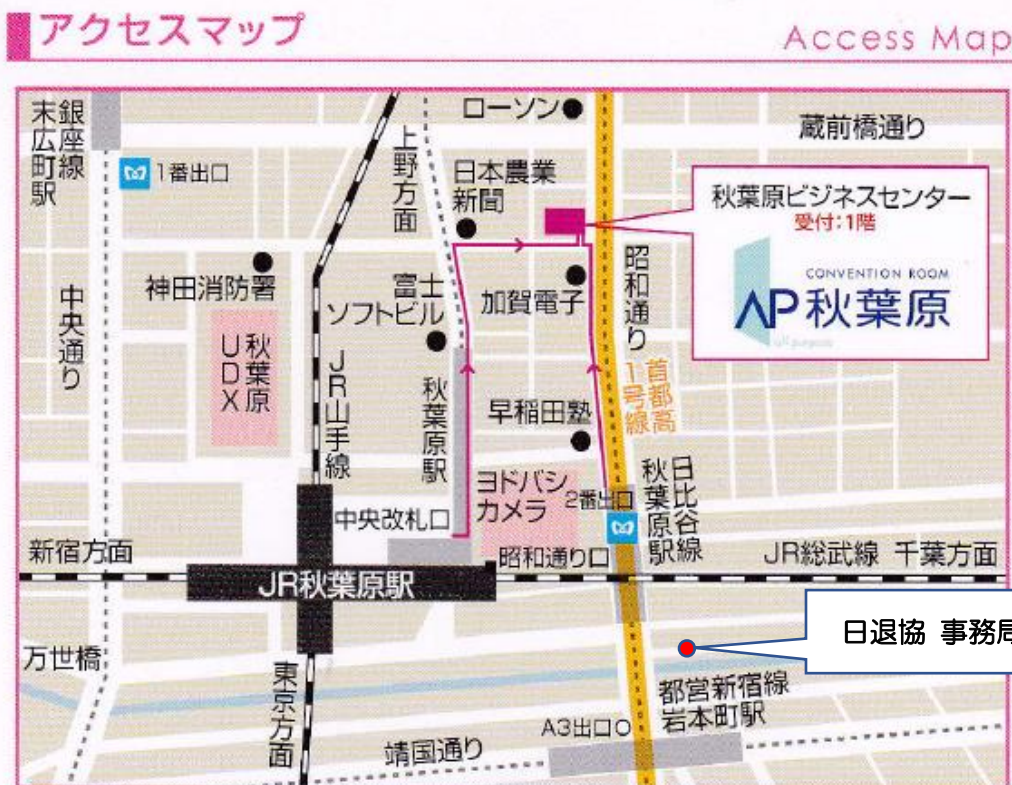 アクセスマップ
Access Map
銀座線
末広町駅
1番出口
上野方面
ローソン
蔵前橋通り
日本農業
新聞
秋葉原ビジネスセンター
受付:1階
CONVENTION ROOM
AP秋葉原
神田消防署
中央通り
秋葉原
UDX
JR山手線
富士
ソフトビル
加賀電子
昭和通り
首都高
1号線
秋葉原駅
早稲田塾
ヨドバシ
カメラ
2番出口
日比谷線
秋葉原駅
中央改札口
新宿方面
昭和通り口
JR総武線 千葉方面
JR秋葉原駅
日退協 事務局
万世橋
東京方面
都営新宿線
岩本町駅
A3出口
靖国通り